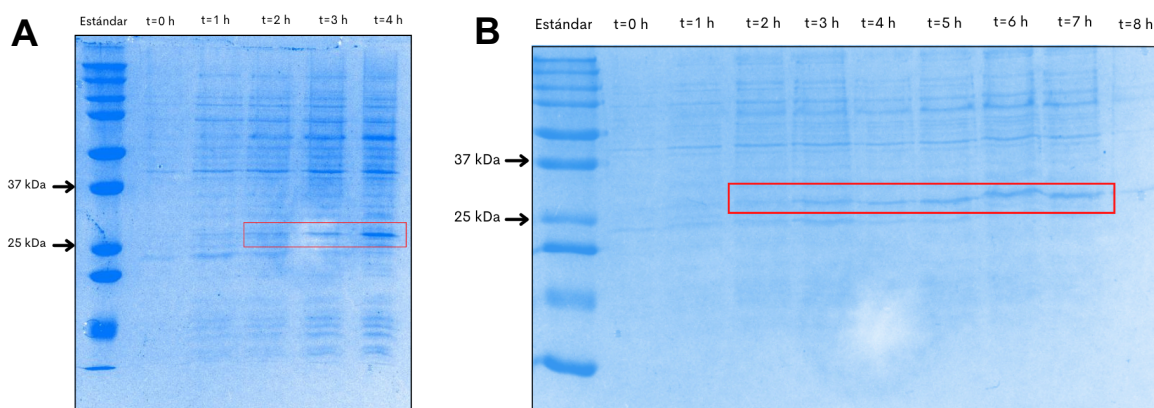 A
Estándar t=0 h t=1 h t=2 h t=3 h t=4 h
37 kDa
25 kDa
B
Estándar t=0 h t=1 h t=2 h t=3 h t=4 h t=5 h t=6 h t=7 h t=8 h
37 kDa
25 kDa